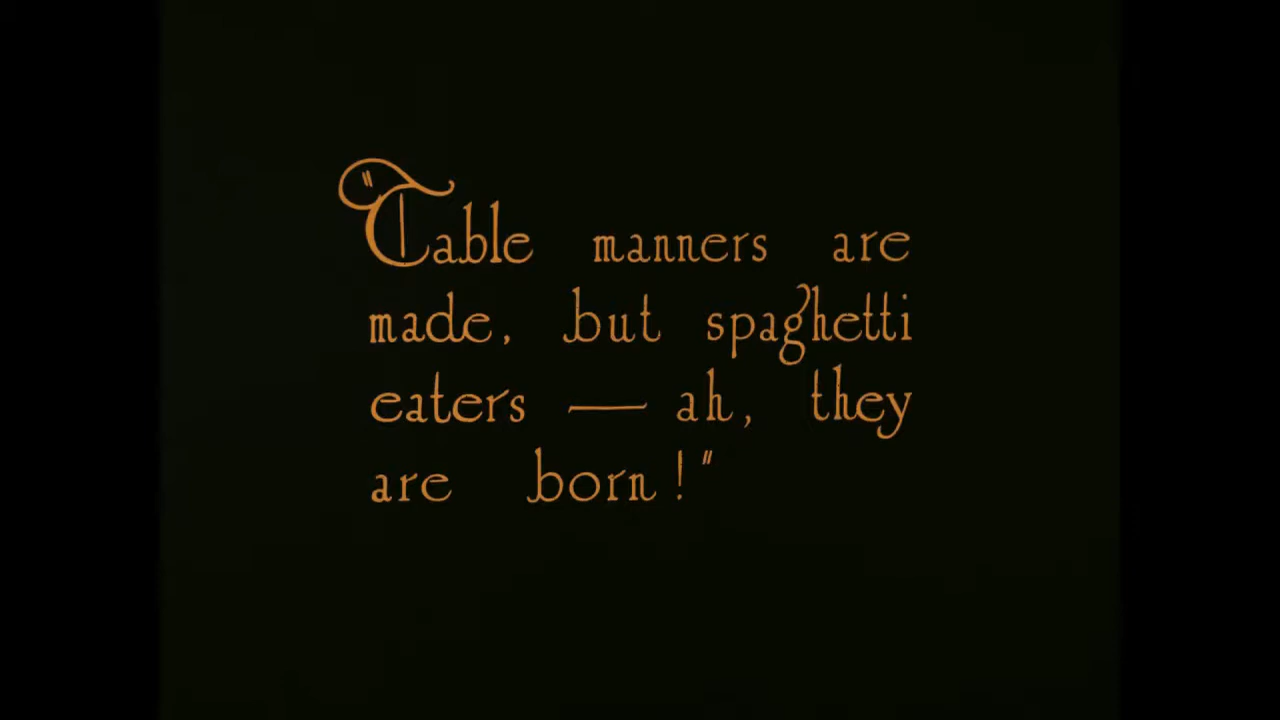 "Table manners are
made, but spaghetti
eaters — ah, they
are born!"